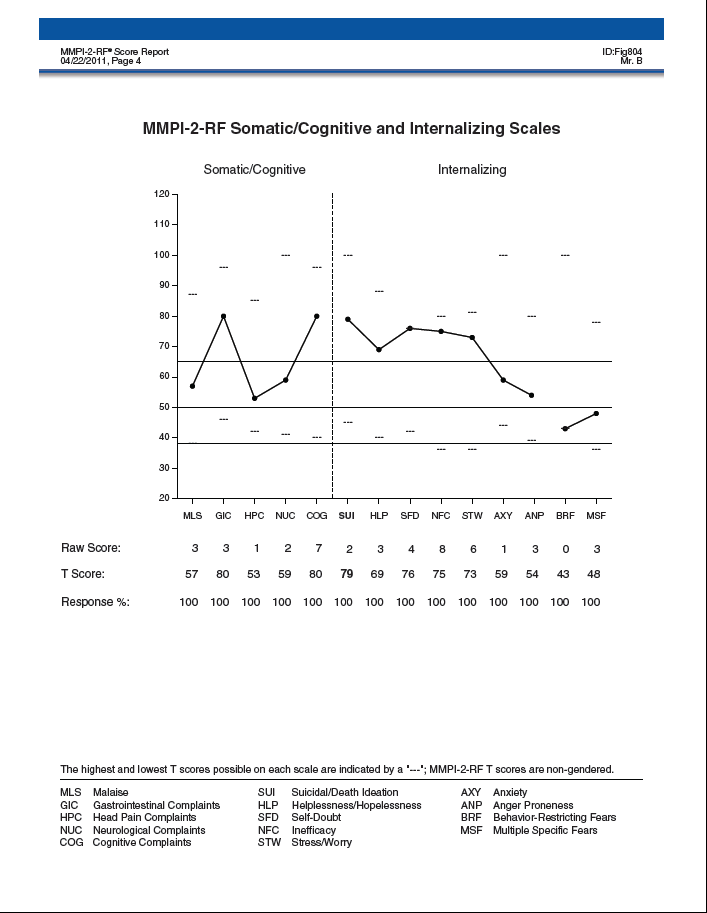 MMPI-2-RF® Score Report ID:Fig804
04/22/2011, Page 4 Mr. B
MMPI-2-RF Somatic/Cognitive and Internalizing Scales
Somatic/Cognitive Internalizing
120
110
100
90
80
70
60
50
40
30
20
MLS GIC HPC NUC COG SUI HLP SFD NFC STW AXY ANP BRF MSF
Raw Score: 3 3 1 2 7 2 3 4 8 6 1 3 0 3
T Score: 57 80 53 59 80 79 69 76 75 73 59 54 43 48
Response %: 100 100 100 100 100 100 100 100 100 100 100 100 100 100
The highest and lowest T scores possible on each scale are indicated by a "---"; MMPI-2-RF T scores are non-gendered.
MLS Malaise SUI Suicidal/Death Ideation AXY Anxiety
GIC Gastrointestinal Complaints HLP Helplessness/Hopelessness ANP Anger Proneness
HPC Head Pain Complaints SFD Self-Doubt BRF Behavior-Restricting Fears
NUC Neurological Complaints NFC Inefficacy MSF Multiple Specific Fears
COG Cognitive Complaints STW Stress/Worry